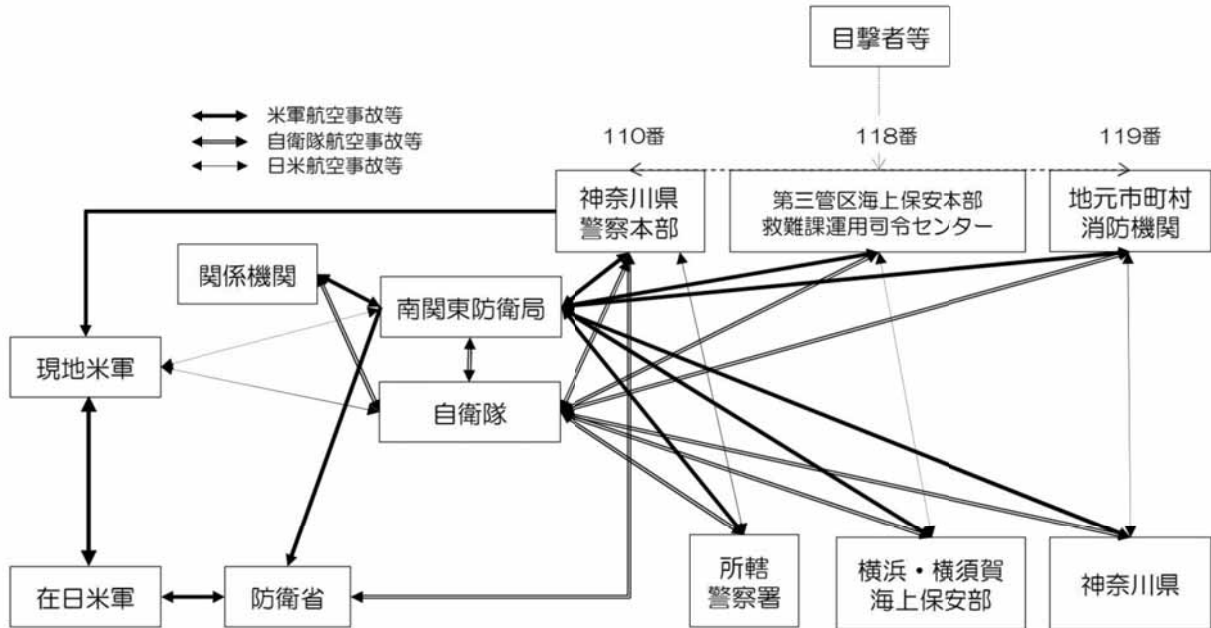 目撃者等
米軍航空事故等
自衛隊航空事故等
日米航空事故等
110番
118番
119番
神奈川県
警察本部
第三管区海上保安本部
救難課運用司令センター
地元市町村
消防機関
関係機関
南関東防衛局
現地米軍
自衛隊
在日米軍
防衛省
所轄
警察署
横浜・横須賀
海上保安部
神奈川県